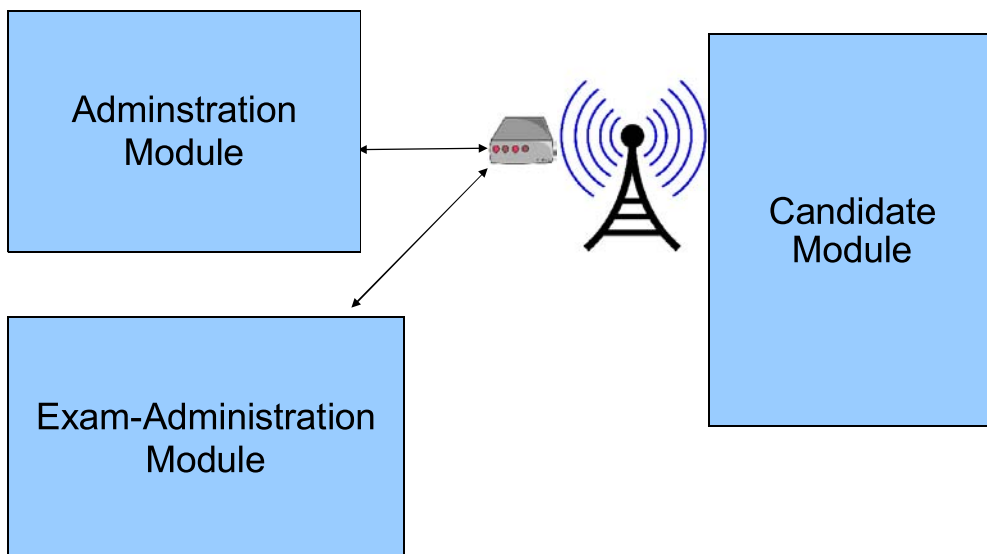 Adminstration
Module
Candidate
Module
Exam-Administration
Module